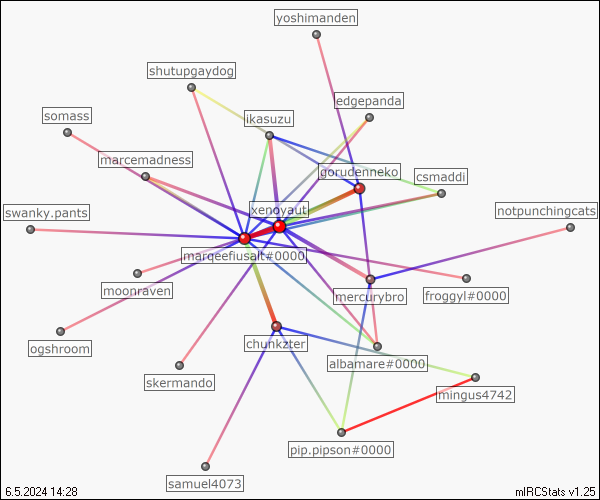 yoshimanden
shutupgaydog
edgepanda
somass
ikasuzu
marcemadness
gorudenneko
csmaddi
swanky.pants
xenoyaut
notpunchingcats
marqeefiusalt#0000
moonraven
mercurybro
froggyl#0000
ogshroom
chunkzter
albamare#0000
skermando
mingus4742
pip.pipson#0000
samuel4073
6.5.2024 14:28
mIRCStats v1.25